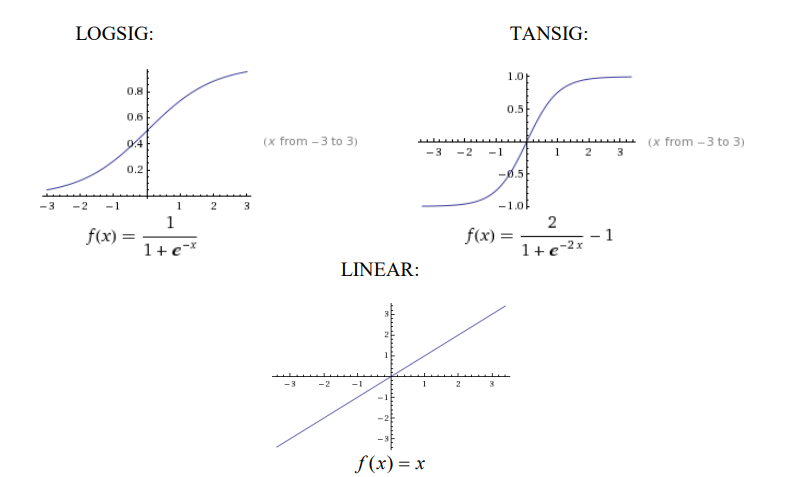 LOGSIG:
TANSIG:
0.8
0.6
0.4
0.2
−3 −2 −1 1 2 3
(x from −3 to 3)
1.0
0.5
−3 −2 −1 1 2 3
−0.5
−1.0
(x from −3 to 3)
f(x) = 1 / 1 + e^−x
f(x) = 2 / 1 + e^−2x − 1
LINEAR:
3
2
1
−3 −2 −1 1 2 3
−1
−2
−3
f(x) = x